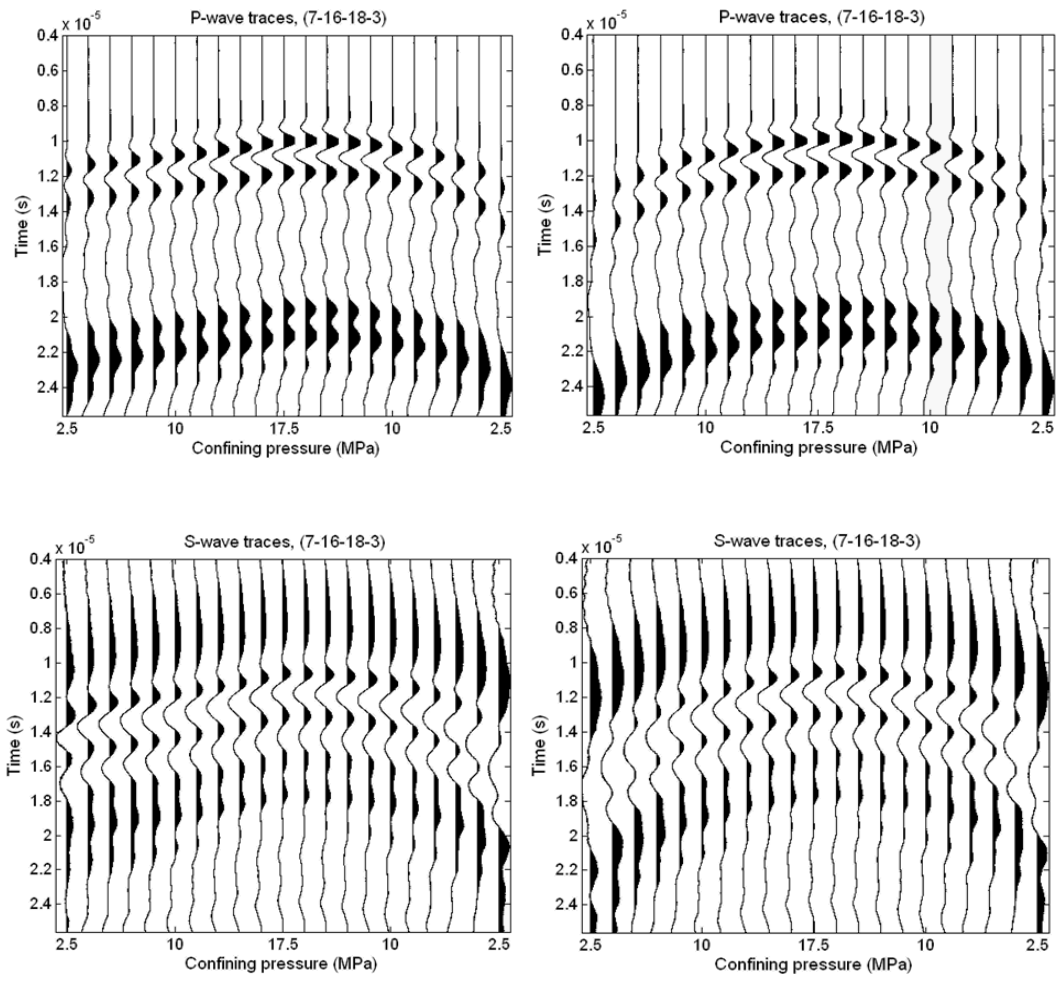 P-wave traces, (7-16-18-3)
x 10⁻⁵
0.4
0.6
0.8
1
1.2
1.4
1.6
1.8
2
2.2
2.4
Time (s)
2.5 10 17.5 10 2.5
Confining pressure (MPa)
P-wave traces, (7-16-18-3)
x 10⁻⁵
0.4
0.6
0.8
1
1.2
1.4
1.6
1.8
2
2.2
2.4
Time (s)
2.5 10 17.5 10 2.5
Confining pressure (MPa)
S-wave traces, (7-16-18-3)
x 10⁻⁵
0.4
0.6
0.8
1
1.2
1.4
1.6
1.8
2
2.2
2.4
Time (s)
2.5 10 17.5 10 2.5
Confining pressure (MPa)
S-wave traces, (7-16-18-3)
x 10⁻⁵
0.4
0.6
0.8
1
1.2
1.4
1.6
1.8
2
2.2
2.4
Time (s)
2.5 10 17.5 10 2.5
Confining pressure (MPa)